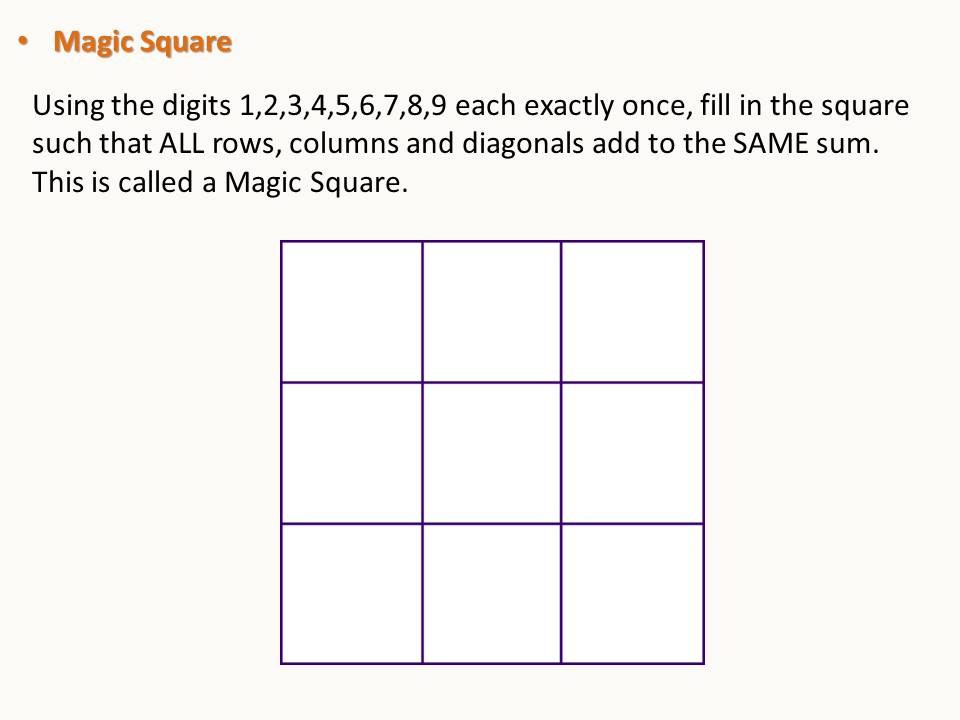 • Magic Square
Using the digits 1,2,3,4,5,6,7,8,9 each exactly once, fill in the square
such that ALL rows, columns and diagonals add to the SAME sum.
This is called a Magic Square.